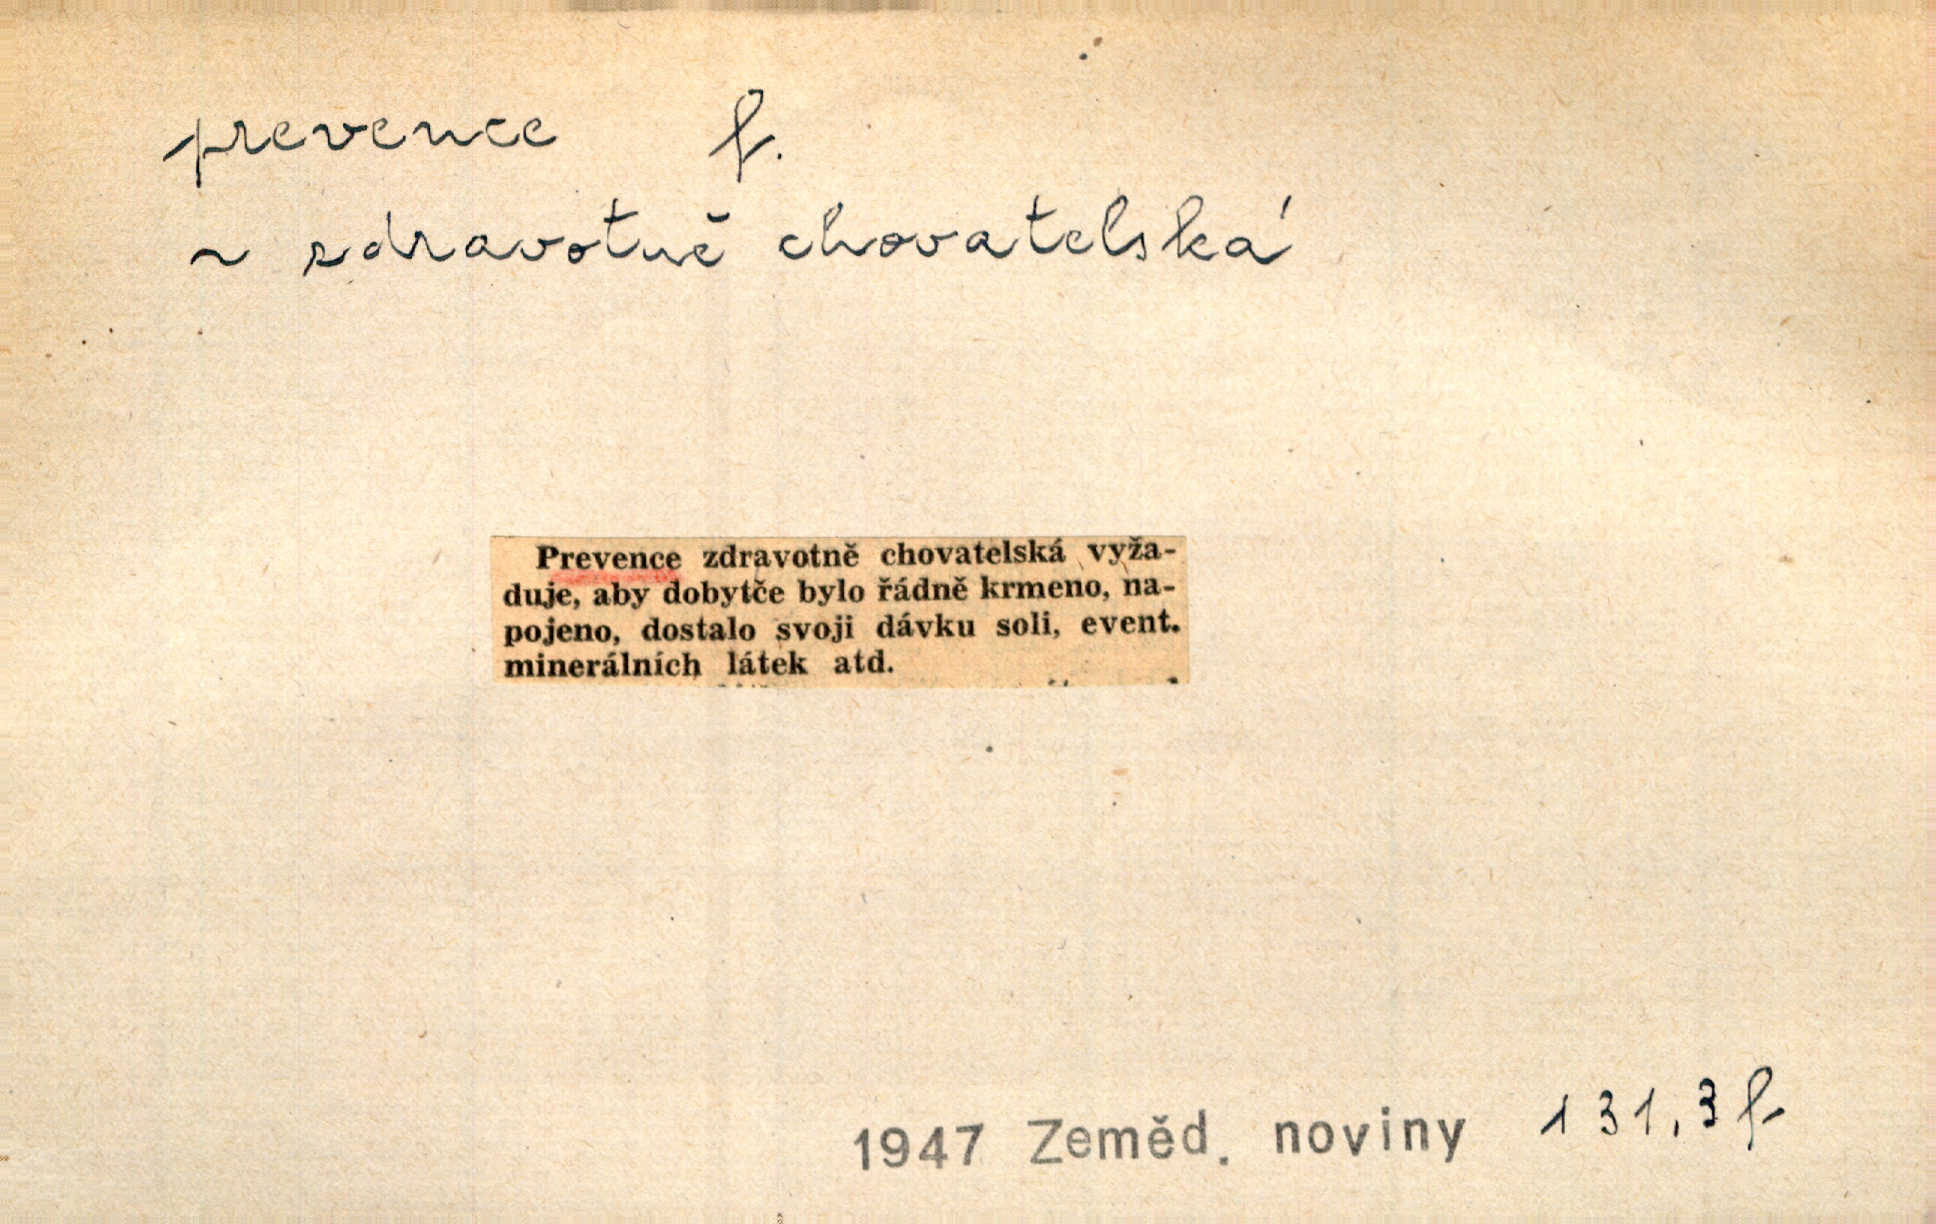 prevence f.
~ zdravotně chovatelská
Prevence zdravotně chovatelská vyža-
duje, aby dobytče bylo řádně krmeno, na-
pojeno, dostalo svoji dávku soli, event.
minerálních látek atd.
1947 Zeměd. noviny 131,3 f